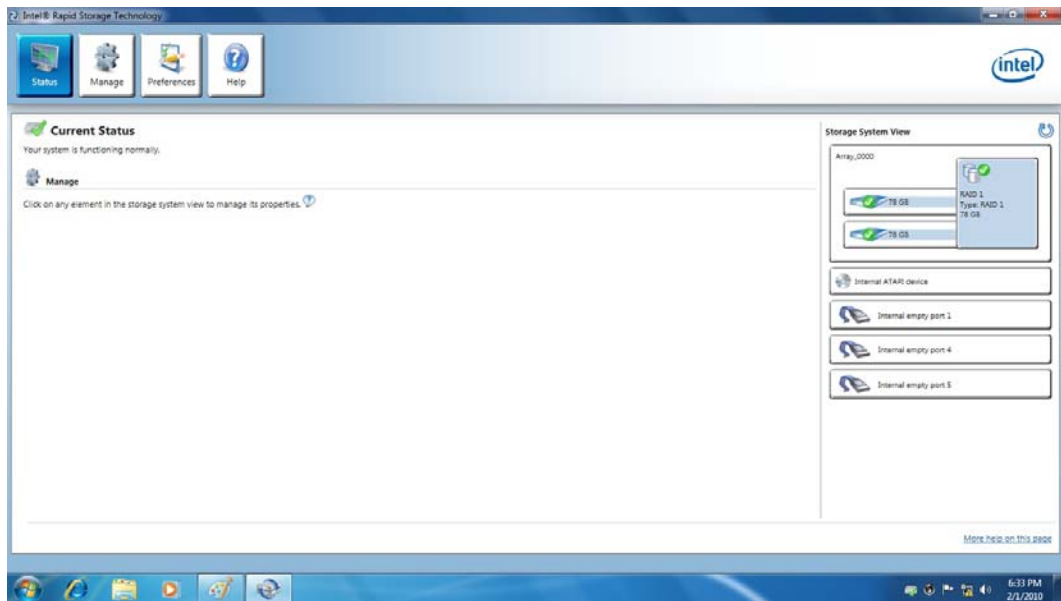 Intel® Rapid Storage Technology
Status
Manage
Preferences
Help
intel
Current Status
Your system is functioning normally.
Manage
Click on any element in the storage system view to manage its properties.
Storage System View
Array_0000
78 GB
78 GB
RAID 1
Type: RAID 1
78 GB
Internal ATAPI device
Internal empty port 1
Internal empty port 4
Internal empty port 5
More help on this page
6:33 PM
2/1/2010